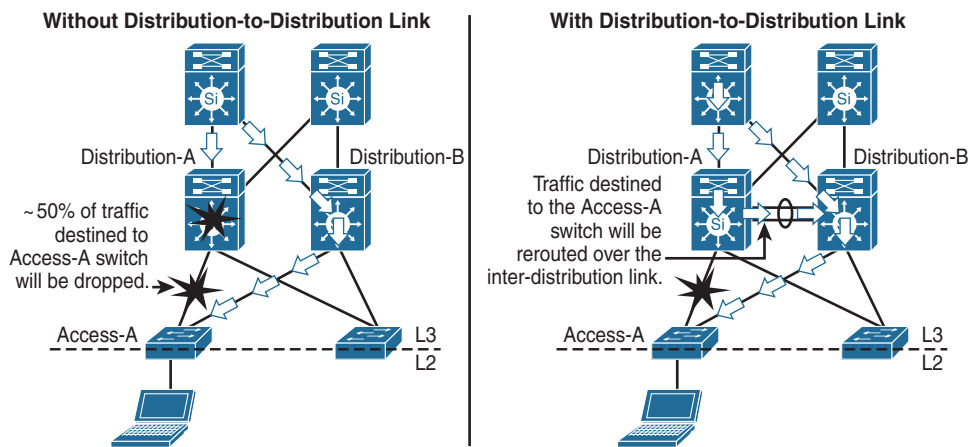 Without Distribution-to-Distribution Link
Si
Si
Distribution-A
Distribution-B
~50% of traffic
destined to
Access-A switch
will be dropped.
Access-A
L3
L2
With Distribution-to-Distribution Link
Si
Distribution-A
Distribution-B
Traffic destined
to the Access-A
switch will be
rerouted over the
inter-distribution link.
Si
Access-A
L3
L2